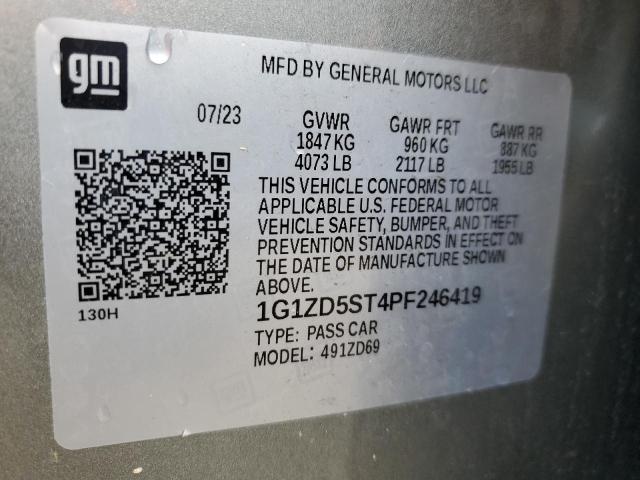 gm
MFD BY GENERAL MOTORS LLC
07/23
GVWR
1847 KG
4073 LB
GAWR FRT
960 KG
2117 LB
GAWR RR
887 KG
1955 LB
THIS VEHICLE CONFORMS TO ALL
APPLICABLE U.S. FEDERAL MOTOR
VEHICLE SAFETY, BUMPER, AND THEFT
PREVENTION STANDARDS IN EFFECT ON
THE DATE OF MANUFACTURE SHOWN
ABOVE.
130H
1G1ZD5ST4PF246419
TYPE: PASS CAR
MODEL: 491ZD69